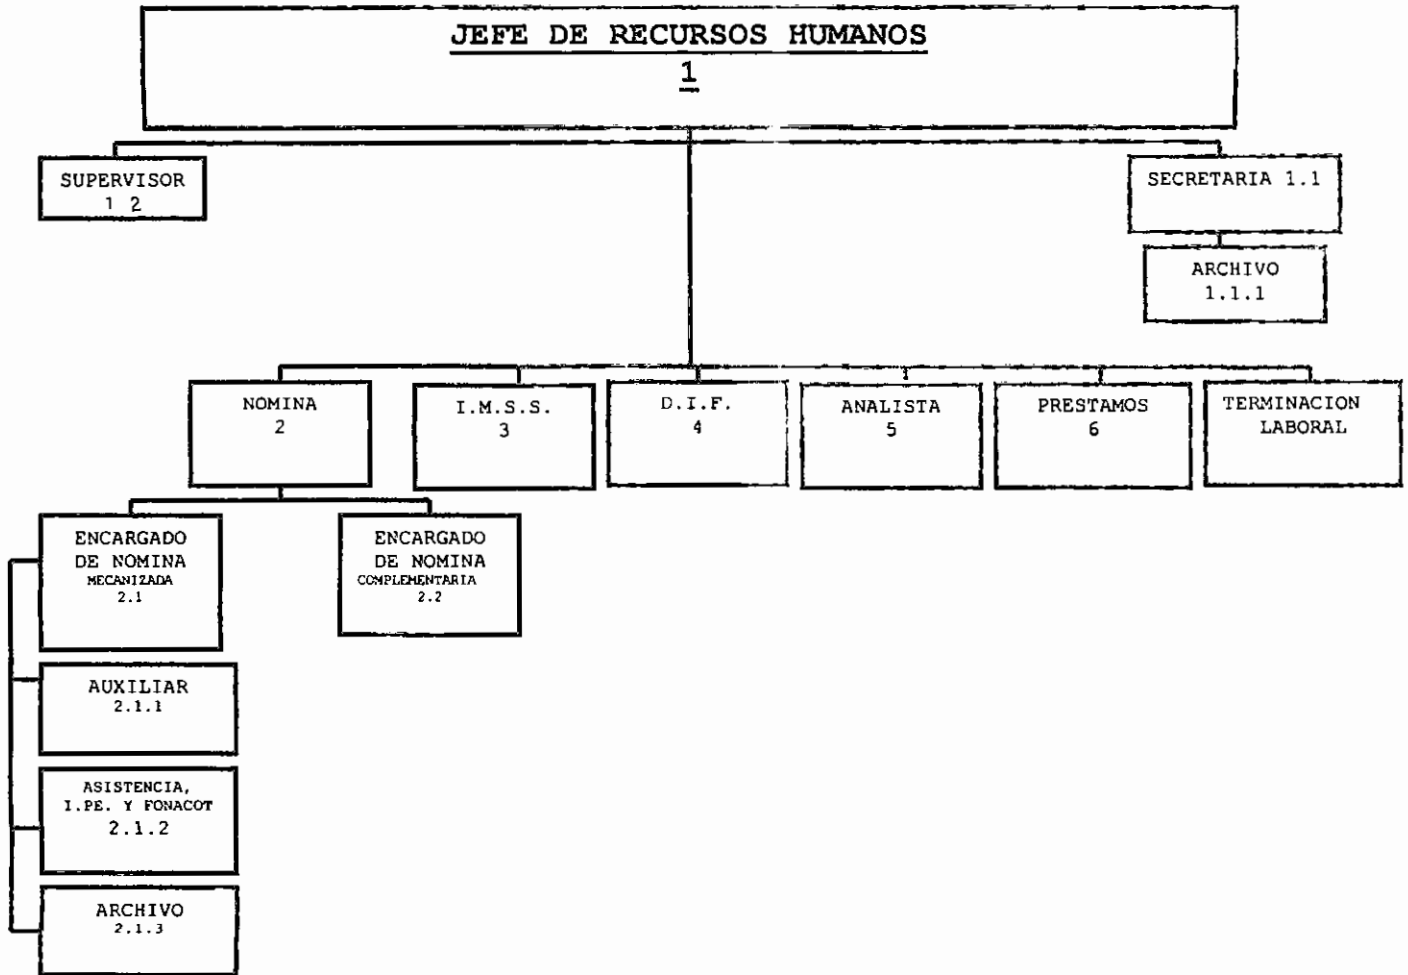 JEFE DE RECURSOS HUMANOS
1
SUPERVISOR
1 2
SECRETARIA 1.1
ARCHIVO
1.1.1
NOMINA
2
I.M.S.S.
3
D.I.F.
4
ANALISTA
5
PRESTAMOS
6
TERMINACION
LABORAL
ENCARGADO
DE NOMINA
MECANIZADA
2.1
ENCARGADO
DE NOMINA
COMPLEMENTARIA
2.2
AUXILIAR
2.1.1
ASISTENCIA,
I.PE. Y FONACOT
2.1.2
ARCHIVO
2.1.3